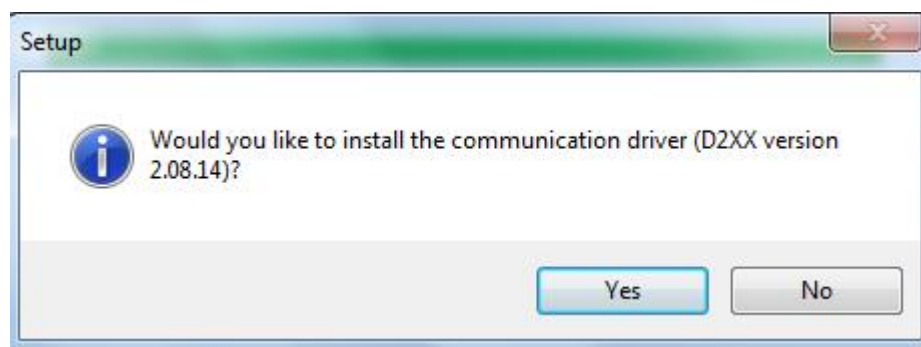 Setup
Would you like to install the communication driver (D2XX version
2.08.14)?
Yes No